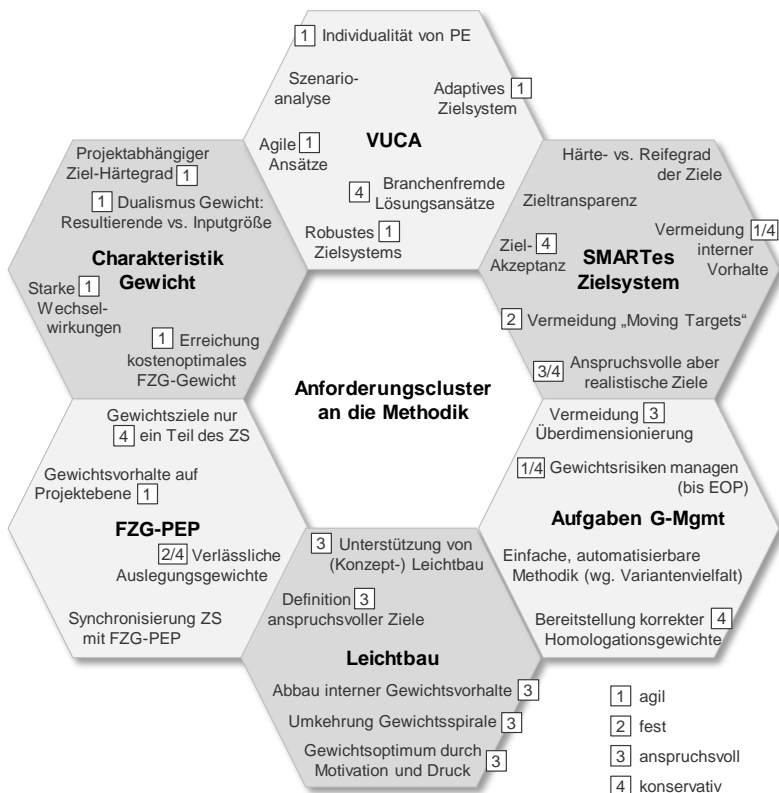 1 Individualität von PE
Szenario-
analyse
Adaptives 1
Zielsystem
Agile 1
Ansätze
VUCA
4 Branchenfremde
Lösungsansätze
Robustes 1
Zielsystems
Projektabhängiger
Ziel-Härtegrad 1
1 Dualismus Gewicht:
Resultierende vs. Inputgröße
Charakteristik
Gewicht
Starke 1
Wechsel-
wirkungen
1 Erreichung
kostenoptimales
FZG-Gewicht
Härte- vs. Reifegrad
der Ziele
Zieltransparenz
Vermeidung 1/4
interner
Vorhalte
Ziel- 4
Akzeptanz
SMARTes
Zielsystem
2 Vermeidung „Moving Targets“
3/4 Anspruchsvolle aber
realistische Ziele
Anforderungscluster
an die Methodik
Gewichtsziele nur
4 ein Teil des ZS
Gewichtsvorhalte auf
Projektebene 1
FZG-PEP
2/4 Verlässliche
Auslegungsgewichte
Synchronisierung ZS
mit FZG-PEP
Vermeidung 3
Überdimensionierung
1/4 Gewichtsrisiken managen
(bis EOP)
Aufgaben G-Mgmt
Einfache, automatisierbare
Methodik (wg. Variantenvielfalt)
Bereitstellung korrekter 4
Homologationsgewichte
3 Unterstützung von
(Konzept-) Leichtbau
Definition 3
anspruchsvoller Ziele
Leichtbau
Abbau interner Gewichtsvorhalte 3
Umkehrung Gewichtsspirale 3
Gewichtsoptimum durch
Motivation und Druck 3
1 agil
2 fest
3 anspruchsvoll
4 konservativ